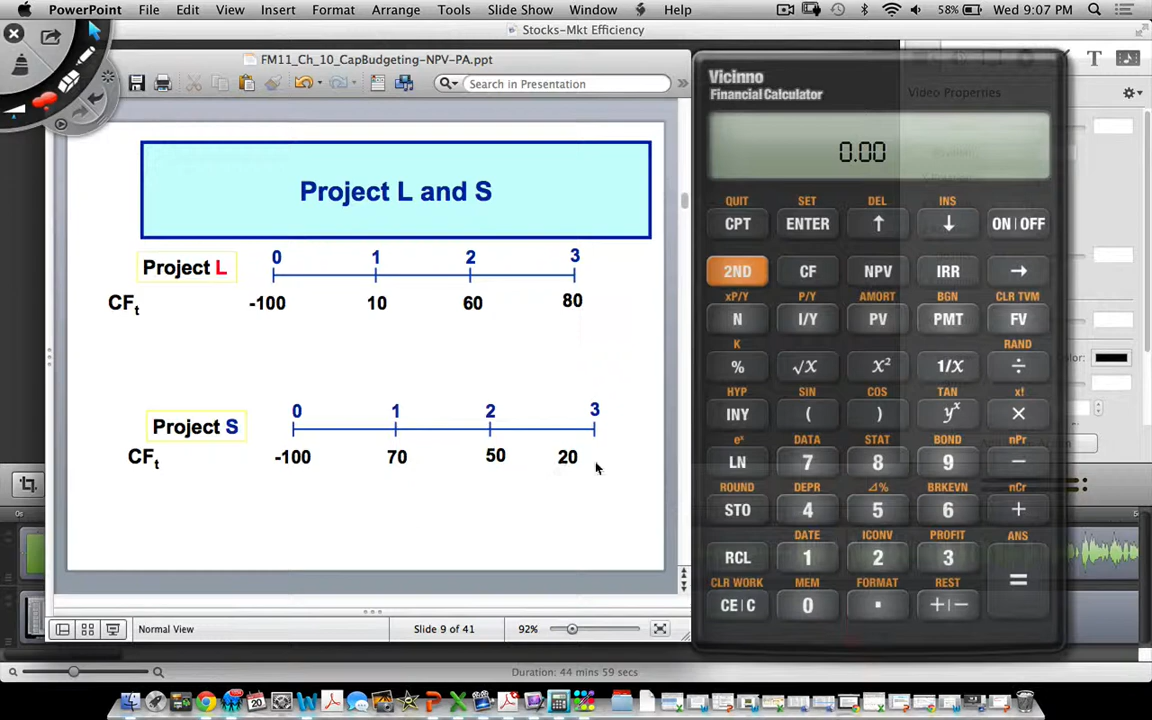 PowerPoint File Edit View Insert Format Arrange Tools Slide Show Window Help 58% Wed 9:07 PM
Stocks-Mkt Efficiency
FM11_Ch_10_CapBudgeting-NPV-PA.ppt
Search in Presentation
Project L and S
Project L
0 1 2 3
CFt -100 10 60 80
Project S
0 1 2 3
CFt -100 70 50 20
Normal View Slide 9 of 41 92%
Duration: 44 mins 59 secs
0s
Vicinno
Financial Calculator
Video Properties
T
Color:
0.00
QUIT SET DEL INS
CPT ENTER ↑ ↓ ON|OFF
2ND CF NPV IRR →
xP/Y P/Y AMORT BGN CLR TVM
N I/Y PV PMT FV
K RAND
% √X X² 1/X ÷
HYP SIN COS TAN x!
INY ( ) yˣ ×
eˣ DATA STAT BOND nPr
LN 7 8 9 −
ROUND DEPR ⊿% BRKEVN nCr
STO 4 5 6 +
DATE ICONV PROFIT ANS
RCL 1 2 3 =
CLR WORK MEM FORMAT REST
CE|C 0 . +|−
20